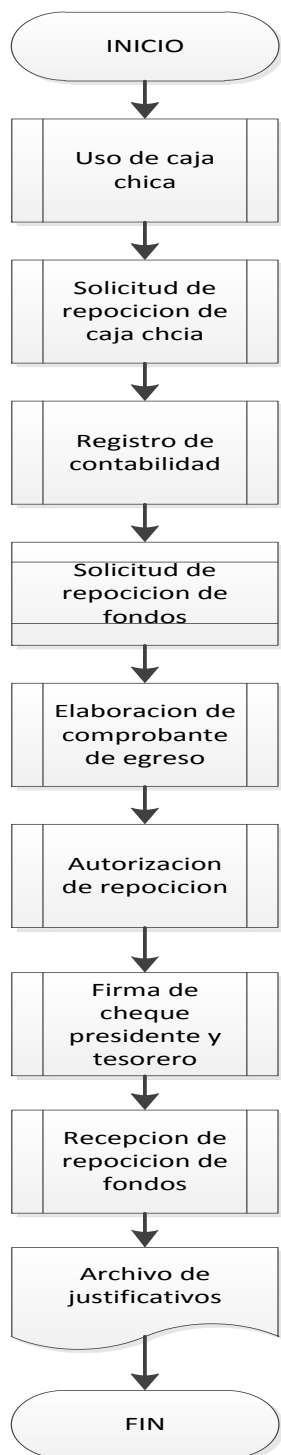 INICIO
Uso de caja
chica
Solicitud de
repocicion de
caja chcia
Registro de
contabilidad
Solicitud de
repocicion de
fondos
Elaboracion de
comprobante
de egreso
Autorizacion
de repocicion
Firma de
cheque
presidente y
tesorero
Recepcion de
repocicion de
fondos
Archivo de
justificativos
FIN